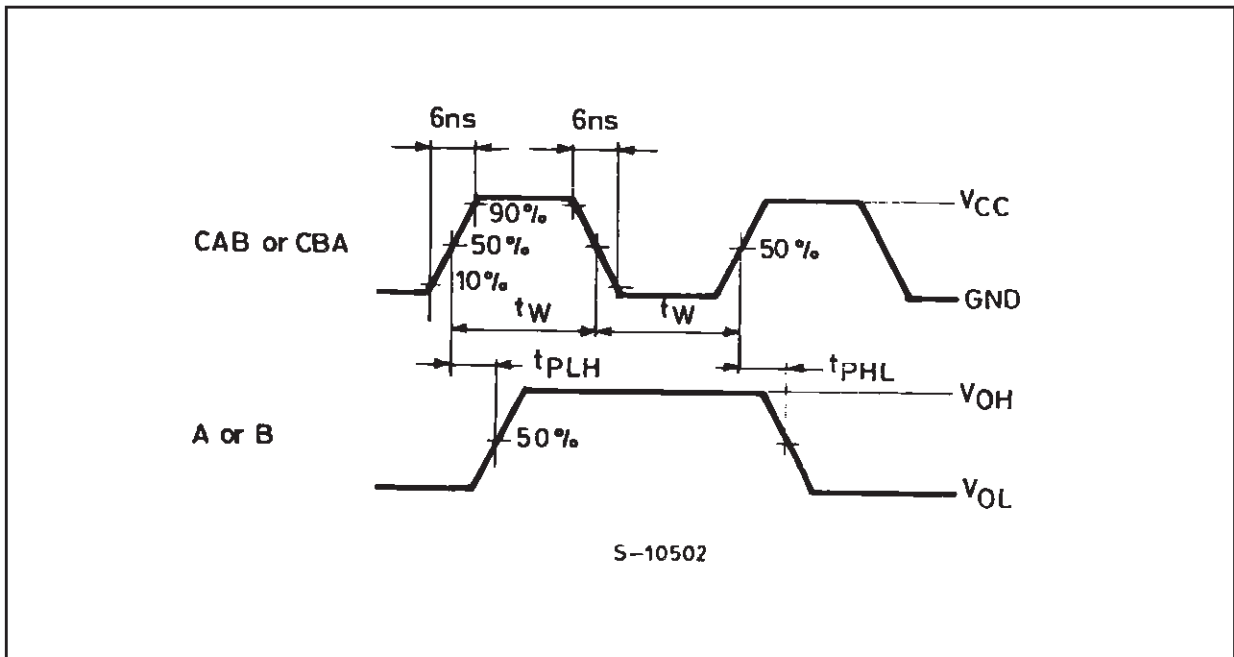 6ns 6ns
90% VCC
CAB or CBA 50% 50%
10% GND
tW tW
tPLH tPHL
VOH
A or B 50%
VOL
S-10502